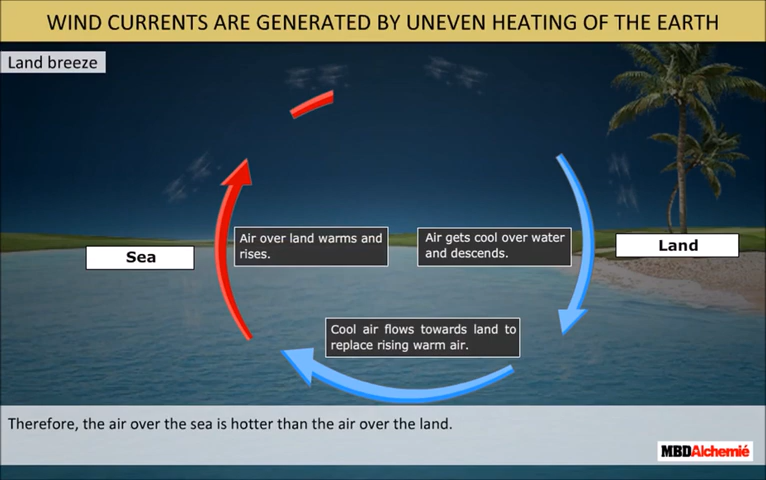 WIND CURRENTS ARE GENERATED BY UNEVEN HEATING OF THE EARTH
Land breeze
Air over land warms and
rises.
Air gets cool over water
and descends.
Sea
Land
Cool air flows towards land to
replace rising warm air.
Therefore, the air over the sea is hotter than the air over the land.
MBDAlchemié